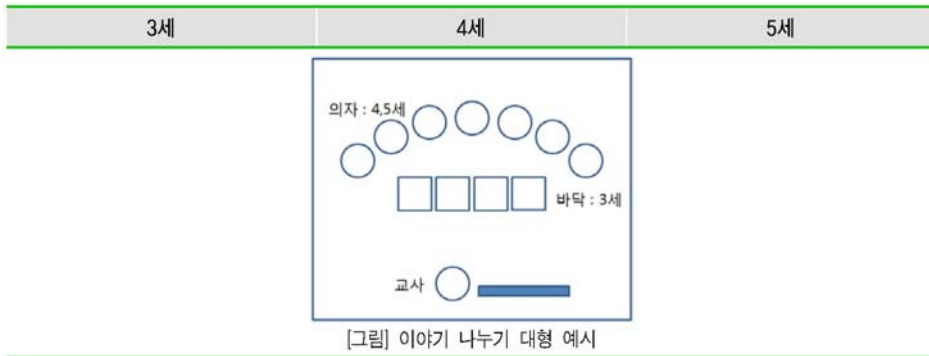 3세 4세 5세
의자 : 4,5세
바닥 : 3세
교사
[그림] 이야기 나누기 대형 예시